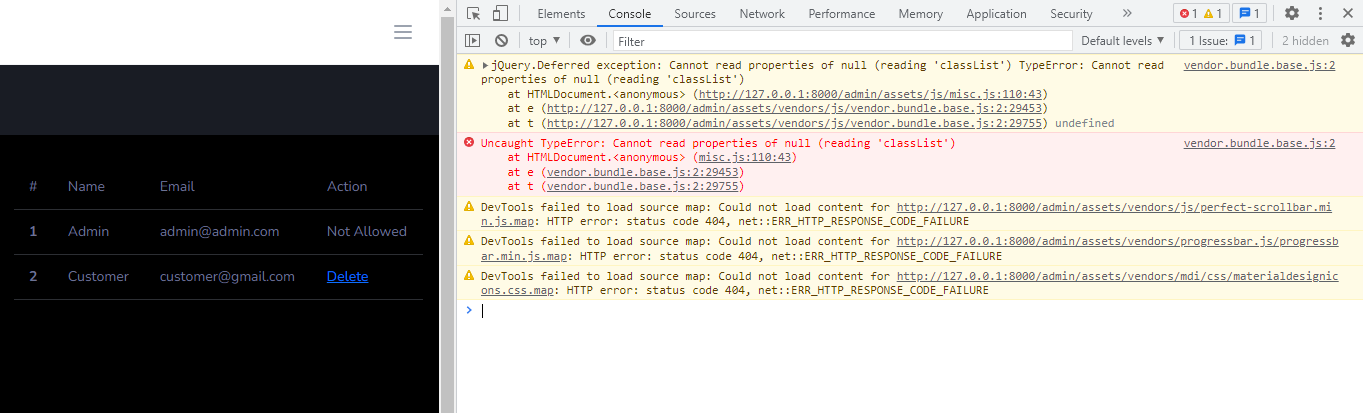 Elements Console Sources Network Performance Memory Application Security » 1 1 1
top ▼ Filter Default levels ▼ 1 Issue: 1 2 hidden
jQuery.Deferred exception: Cannot read properties of null (reading 'classList') TypeError: Cannot read vendor.bundle.base.js:2
properties of null (reading 'classList')
at HTMLDocument.<anonymous> (http://127.0.0.1:8000/admin/assets/js/misc.js:110:43)
at e (http://127.0.0.1:8000/admin/assets/vendors/js/vendor.bundle.base.js:2:29453)
at t (http://127.0.0.1:8000/admin/assets/vendors/js/vendor.bundle.base.js:2:29755) undefined
Uncaught TypeError: Cannot read properties of null (reading 'classList') vendor.bundle.base.js:2
at HTMLDocument.<anonymous> (misc.js:110:43)
at e (vendor.bundle.base.js:2:29453)
at t (vendor.bundle.base.js:2:29755)
DevTools failed to load source map: Could not load content for http://127.0.0.1:8000/admin/assets/vendors/js/perfect-scrollbar.mi
n.js.map: HTTP error: status code 404, net::ERR_HTTP_RESPONSE_CODE_FAILURE
DevTools failed to load source map: Could not load content for http://127.0.0.1:8000/admin/assets/vendors/progressbar.js/progressb
ar.min.js.map: HTTP error: status code 404, net::ERR_HTTP_RESPONSE_CODE_FAILURE
DevTools failed to load source map: Could not load content for http://127.0.0.1:8000/admin/assets/vendors/mdi/css/materialdesignic
ons.css.map: HTTP error: status code 404, net::ERR_HTTP_RESPONSE_CODE_FAILURE
# Name Email Action
1 Admin admin@admin.com Not Allowed
2 Customer customer@gmail.com Delete